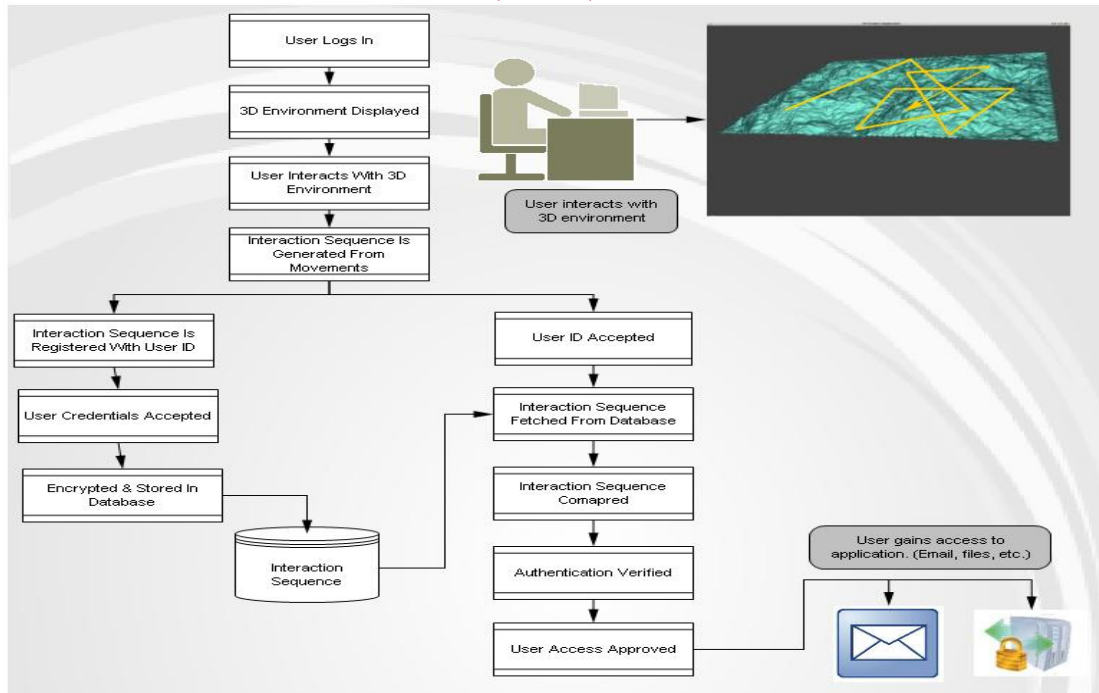 User Logs In
3D Environment Displayed
User Interacts With 3D
Environment
Interaction Sequence Is
Generated From
Movements
User interacts with
3D environment
Interaction Sequence Is
Registered With User ID
User Credentials Accepted
Encrypted & Stored In
Database
Interaction
Sequence
User ID Accepted
Interaction Sequence
Fetched From Database
Interaction Sequence
Comapred
Authentication Verified
User Access Approved
User gains access to
application. (Email, files, etc.)